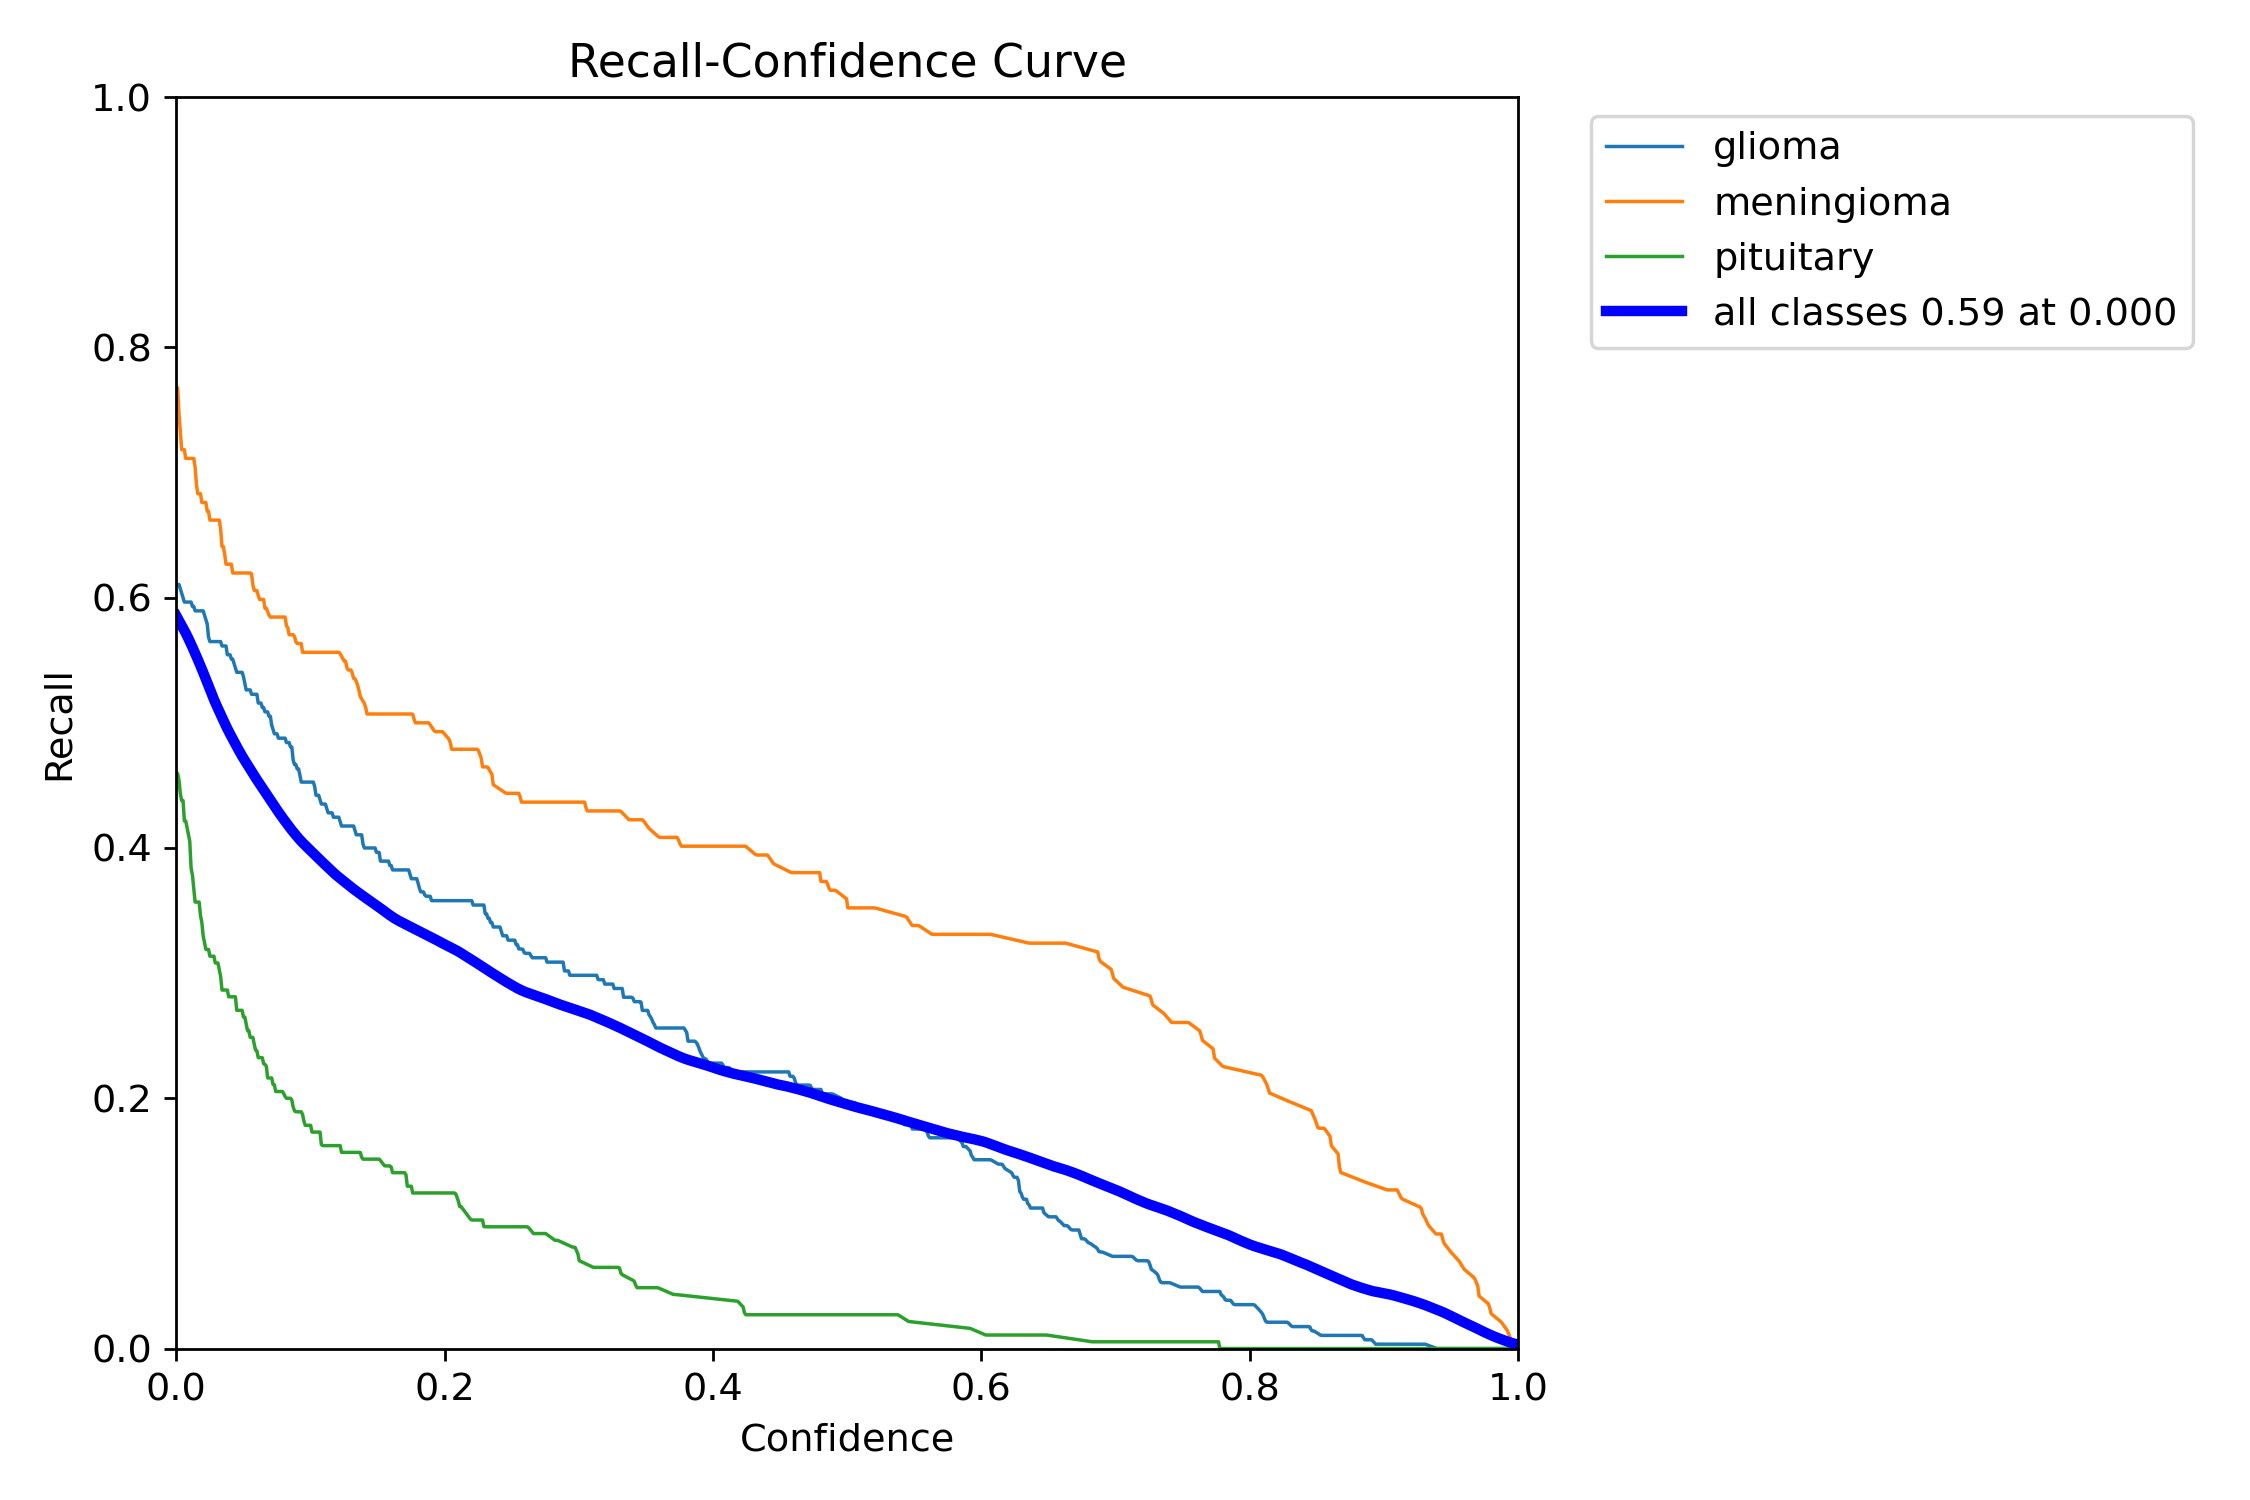 Recall-Confidence Curve
1.0
0.8
0.6
0.4
0.2
0.0
Recall
0.0 0.2 0.4 0.6 0.8 1.0
Confidence
glioma
meningioma
pituitary
all classes 0.59 at 0.000